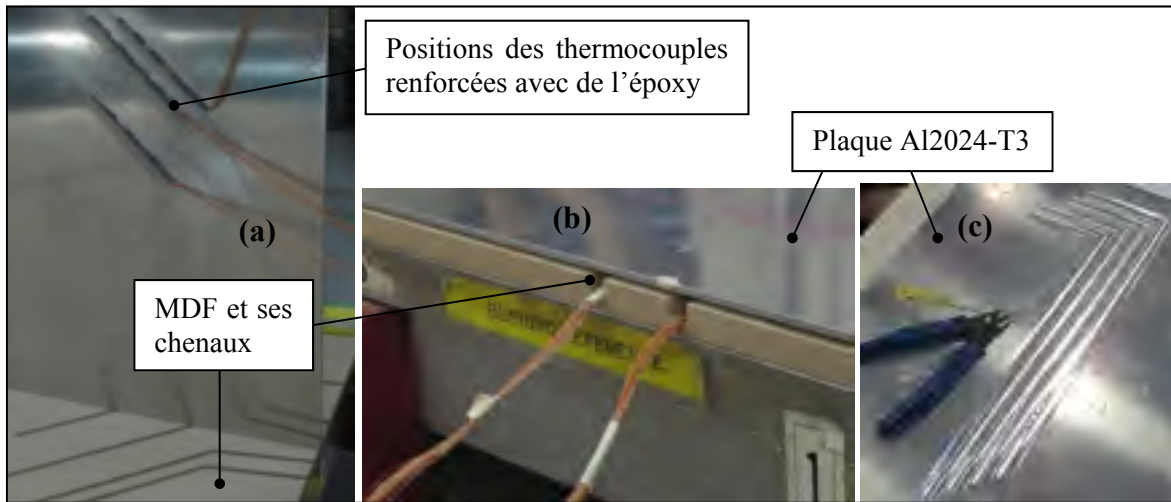 Positions des thermocouples
renforcées avec de l'époxy
Plaque Al2024-T3
(a)
(b)
(c)
MDF et ses
chenaux